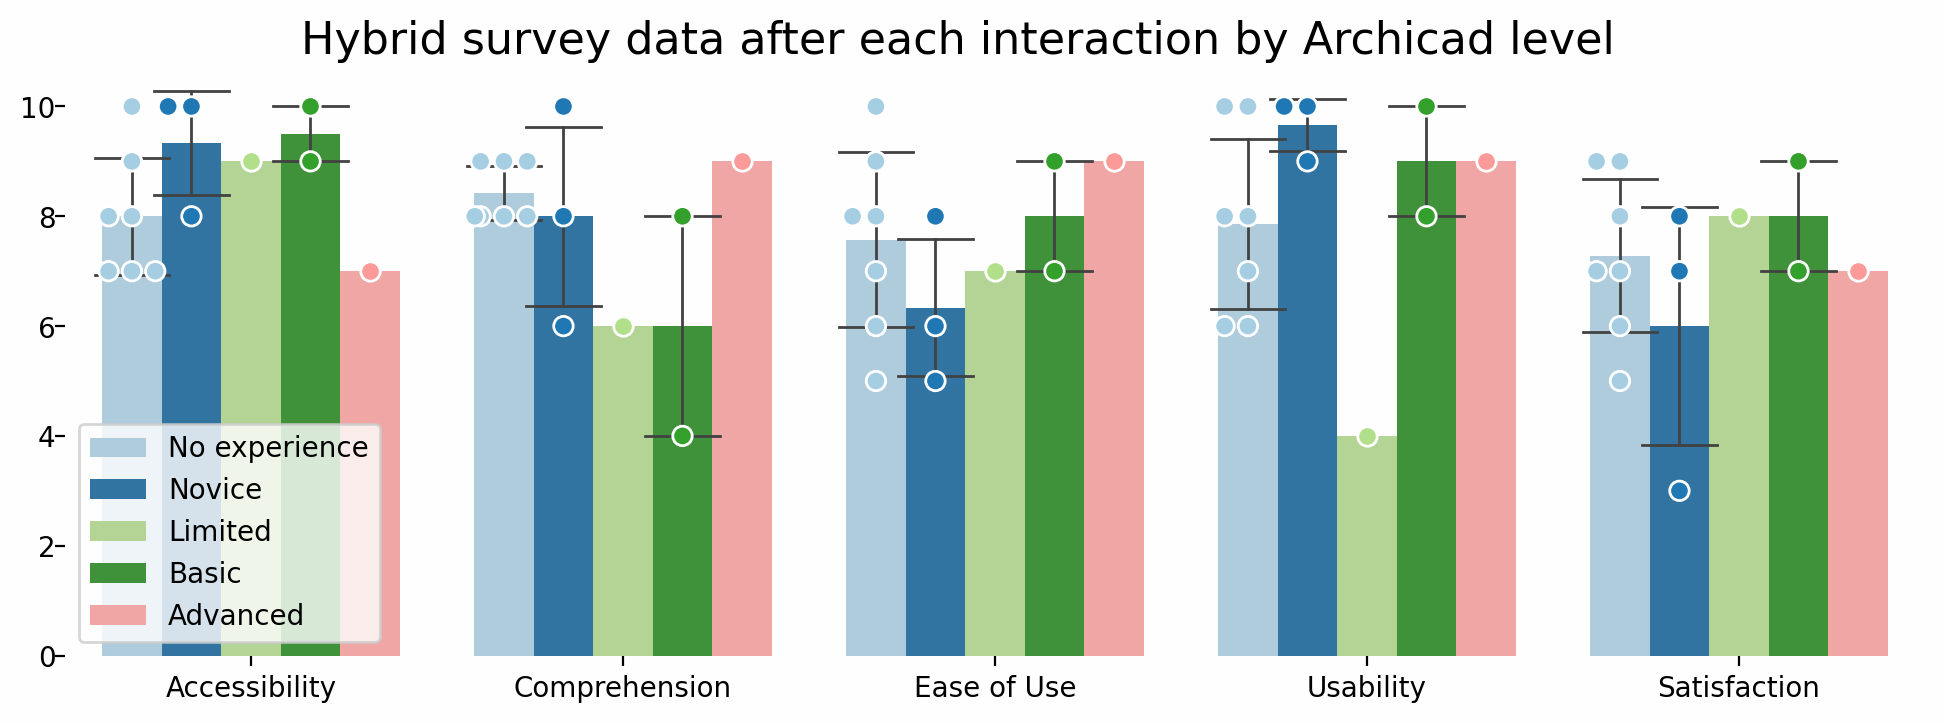 Hybrid survey data after each interaction by Archicad level
10
8
6
4
2
0
No experience
Novice
Limited
Basic
Advanced
Accessibility
Comprehension
Ease of Use
Usability
Satisfaction